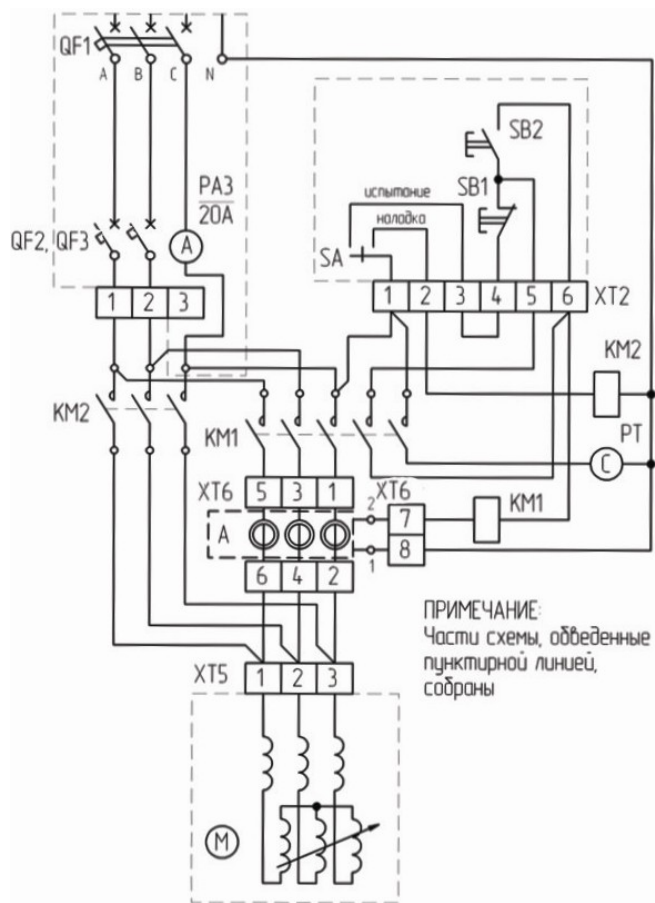 QF1
A B C N
PA3
20A
QF2, QF3
A
1 2 3
SB2
SB1
испытание
наладка
SA
1 2 3 4 5 6 XT2
KM2
KM2
KM1
PT
C
XT6 5 3 1
XT6
2
7
KM1
A
8
1
6 4 2
ПРИМЕЧАНИЕ:
Части схемы, обведенные
пунктирной линией,
собраны
XT5 1 2 3
M